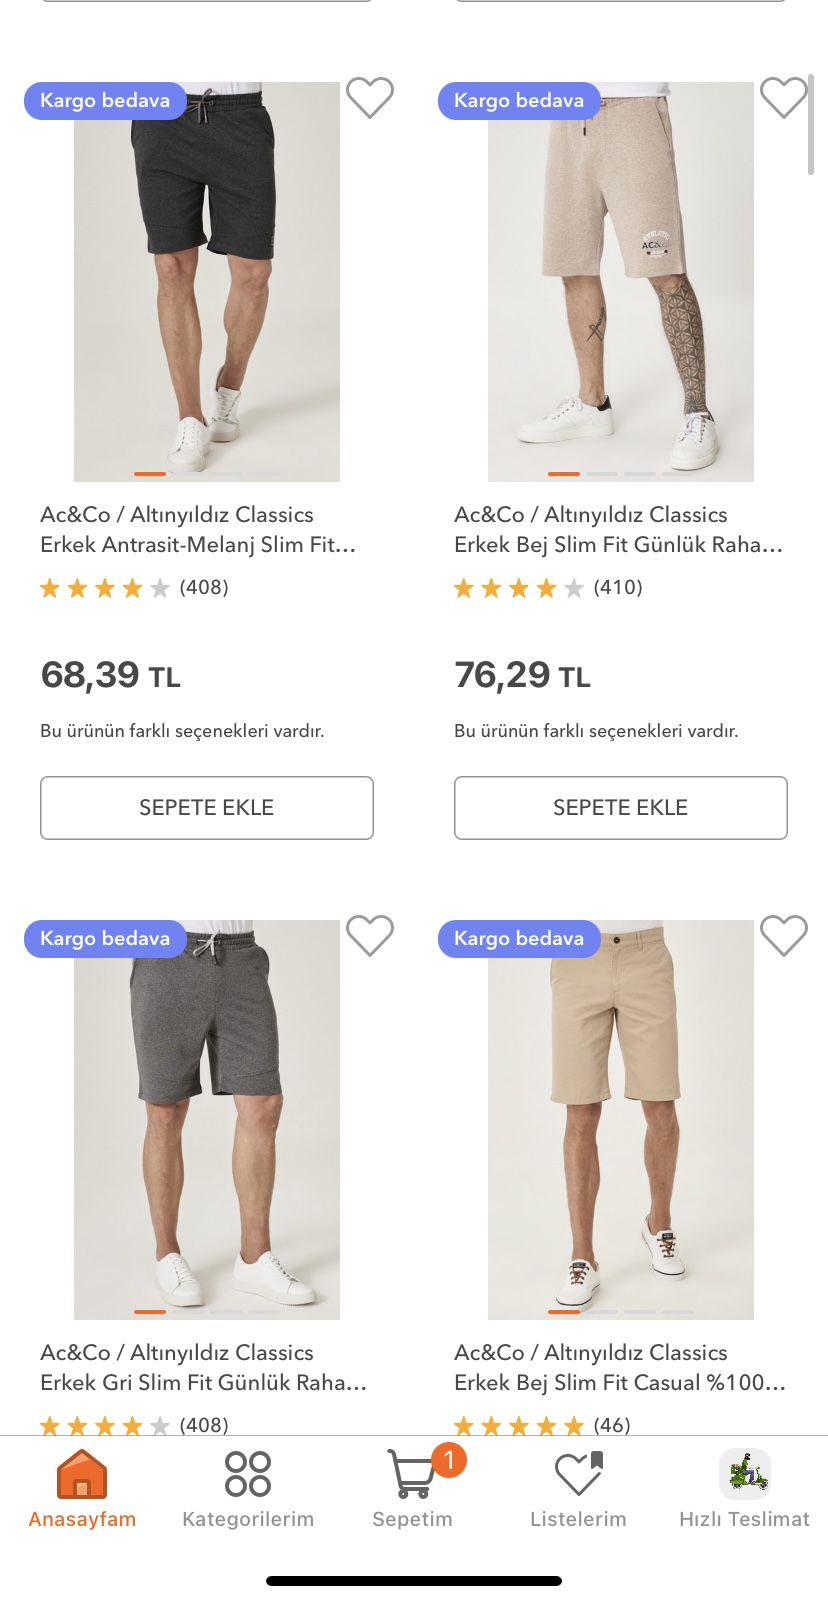 Kargo bedava
Kargo bedava
ATHLETIC
AC&CO
Ac&Co / Altınyıldız Classics
Erkek Antrasit-Melanj Slim Fit...
(408)
68,39 TL
Bu ürünün farklı seçenekleri vardır.
SEPETE EKLE
Ac&Co / Altınyıldız Classics
Erkek Bej Slim Fit Günlük Raha...
(410)
76,29 TL
Bu ürünün farklı seçenekleri vardır.
SEPETE EKLE
Kargo bedava
Kargo bedava
Ac&Co / Altınyıldız Classics
Erkek Gri Slim Fit Günlük Raha...
(408)
Ac&Co / Altınyıldız Classics
Erkek Bej Slim Fit Casual %100...
(46)
1
Anasayfam
Kategorilerim
Sepetim
Listelerim
Hızlı Teslimat